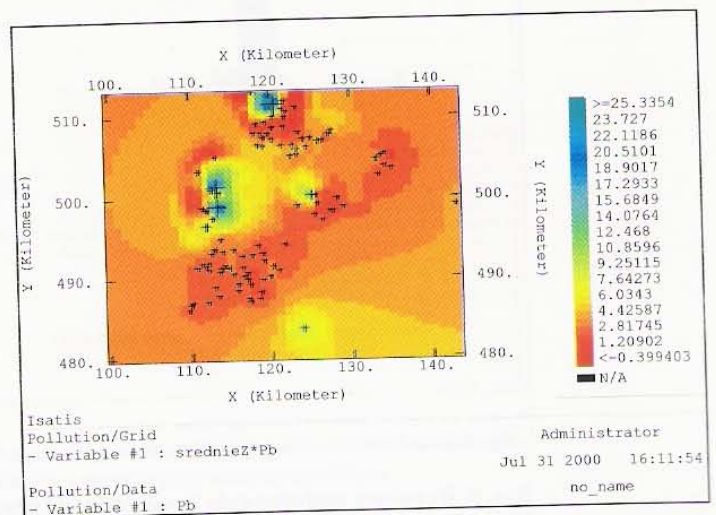 X (Kilometer)
100. 110. 120. 130. 140.
510. 510.
500. 500.
490. 490.
480. 480.
Y (Kilometer)
Y (Kilometer)
100. 110. 120. 130. 140.
X (Kilometer)
>=25.3354
23.727
22.1186
20.5101
18.9017
17.2933
15.6849
14.0764
12.468
10.8596
9.25115
7.64273
6.0343
4.42587
2.81745
1.20902
<-0.399403
N/A
Isatis
Pollution/Grid
- Variable #1 : srednieZ*Pb
Pollution/Data
- Variable #1 : Pb
Administrator
Jul 31 2000 16:11:54
no_name